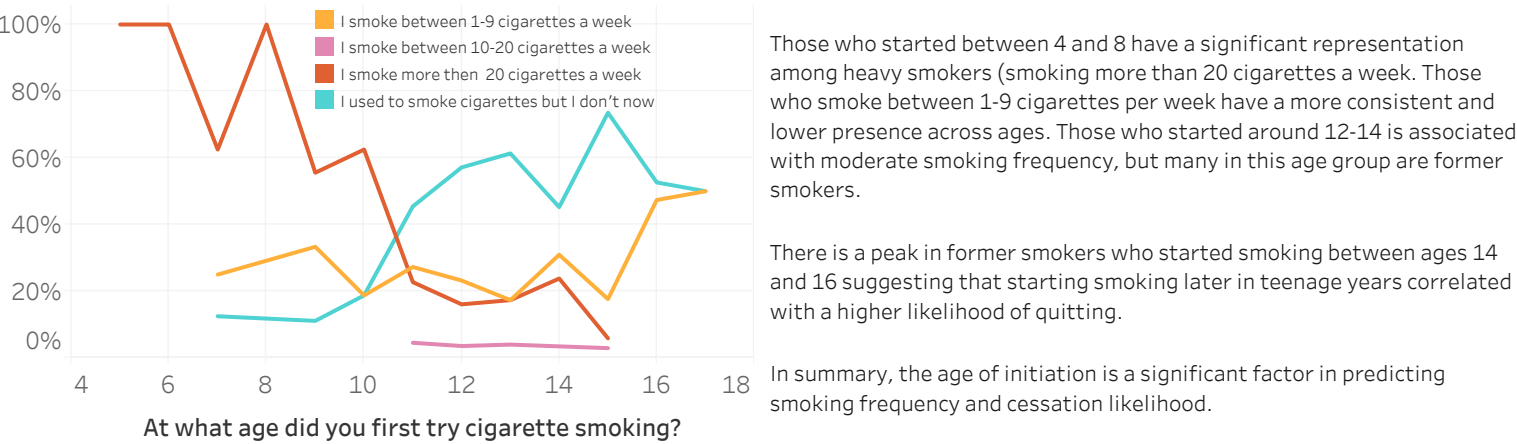 100%
80%
60%
40%
20%
0%
I smoke between 1-9 cigarettes a week
I smoke between 10-20 cigarettes a week
I smoke more then 20 cigarettes a week
I used to smoke cigarettes but I don't now
4 6 8 10 12 14 16 18
At what age did you first try cigarette smoking?
Those who started between 4 and 8 have a significant representation
among heavy smokers (smoking more than 20 cigarettes a week. Those
who smoke between 1-9 cigarettes per week have a more consistent and
lower presence across ages. Those who started around 12-14 is associated
with moderate smoking frequency, but many in this age group are former
smokers.
There is a peak in former smokers who started smoking between ages 14
and 16 suggesting that starting smoking later in teenage years correlated
with a higher likelihood of quitting.
In summary, the age of initiation is a significant factor in predicting
smoking frequency and cessation likelihood.